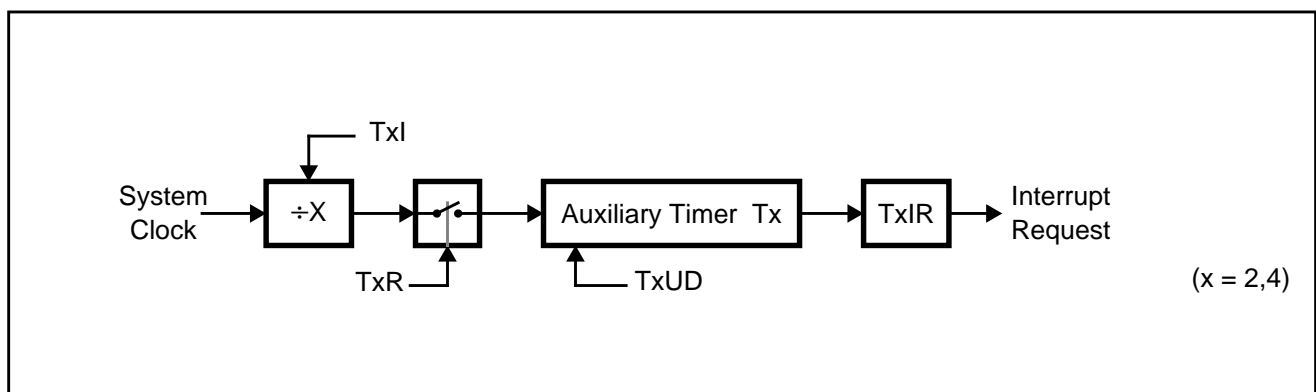 TxI
System
Clock
÷X
Auxiliary Timer Tx
TxIR
Interrupt
Request
TxR
TxUD
(x = 2,4)